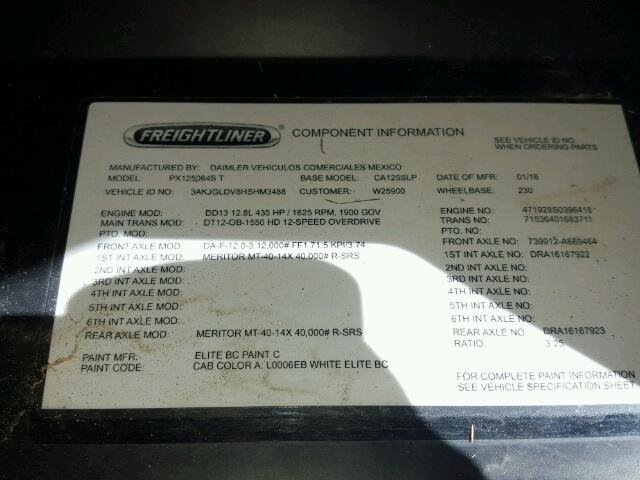 FREIGHTLINER COMPONENT INFORMATION
SEE VEHICLE ID NO.
WHEN ORDERING PARTS
MANUFACTURED BY: DAIMLER VEHICULOS COMERCIALES MEXICO
MODEL: PX125064S T BASE MODEL: CA125SLP DATE OF MFR: 01/16
VEHICLE ID NO: 3AKJGLDV8HSHM3488 CUSTOMER: W25900 WHEELBASE: 230
ENGINE MOD: DD13 12.8L 435 HP / 1625 RPM, 1900 GOV ENGINE NO: 471928S0396418
MAIN TRANS MOD: DT12-OB-1550 HD 12-SPEED OVERDRIVE TRANS NO: 71536401683711
PTO. MOD: PTO. NO:
FRONT AXLE MOD: DA-F-12.0-3 12,000# FF1 71.5 KPI/3.74 FRONT AXLE NO: 739912-A665464
1ST INT AXLE MOD: MERITOR MT-40-14X 40,000# R-SRS 1ST INT AXLE NO: DRA16167922
2ND INT AXLE MOD: 2ND INT AXLE NO:
3RD INT AXLE MOD: 3RD INT AXLE NO:
4TH INT AXLE MOD: 4TH INT AXLE NO:
5TH INT AXLE MOD: 5TH INT AXLE NO:
6TH INT AXLE MOD: 6TH INT AXLE NO:
REAR AXLE MOD: MERITOR MT-40-14X 40,000# R-SRS REAR AXLE NO: DRA16167923
RATIO: 3.25
PAINT MFR: ELITE BC PAINT C
PAINT CODE: CAB COLOR A: L0006EB WHITE ELITE BC
FOR COMPLETE PAINT INFORMATION
SEE VEHICLE SPECIFICATION SHEET